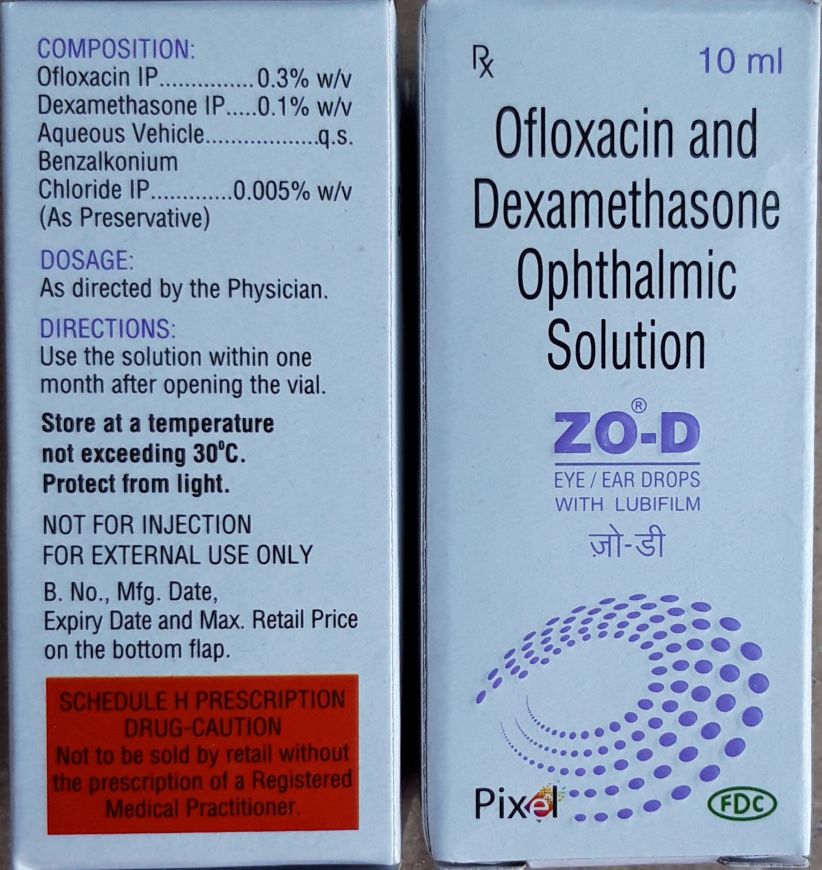 COMPOSITION:
Ofloxacin IP...............0.3% w/v
Dexamethasone IP.....0.1% w/v
Aqueous Vehicle..................q.s.
Benzalkonium
Chloride IP.............0.005% w/v
(As Preservative)
DOSAGE:
As directed by the Physician.
DIRECTIONS:
Use the solution within one
month after opening the vial.
Store at a temperature
not exceeding 30⁰C.
Protect from light.
NOT FOR INJECTION
FOR EXTERNAL USE ONLY
B. No., Mfg. Date,
Expiry Date and Max. Retail Price
on the bottom flap.
SCHEDULE H PRESCRIPTION
DRUG-CAUTION
Not to be sold by retail without
the prescription of a Registered
Medical Practitioner.
Rx 10 ml
Ofloxacin and
Dexamethasone
Ophthalmic
Solution
ZO®-D
EYE / EAR DROPS
WITH LUBIFILM
ज़ो-डी
Pixel FDC